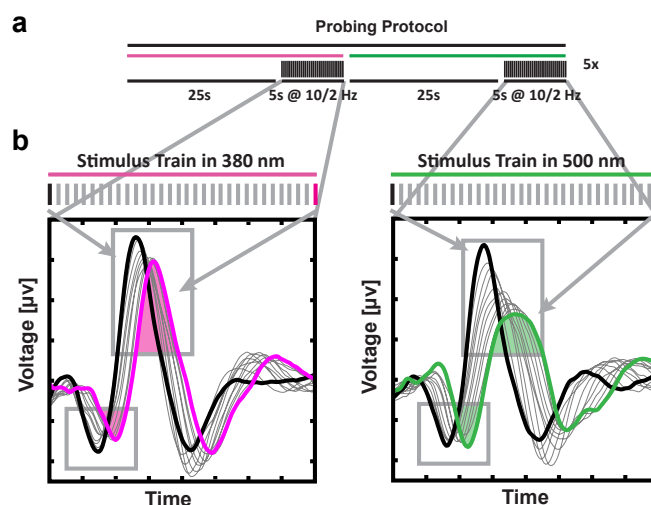 a
Probing Protocol
5x
25s 5s @ 10/2 Hz 25s 5s @ 10/2 Hz
b
Stimulus Train in 380 nm Stimulus Train in 500 nm
Voltage [µv] Voltage [µv]
Time Time